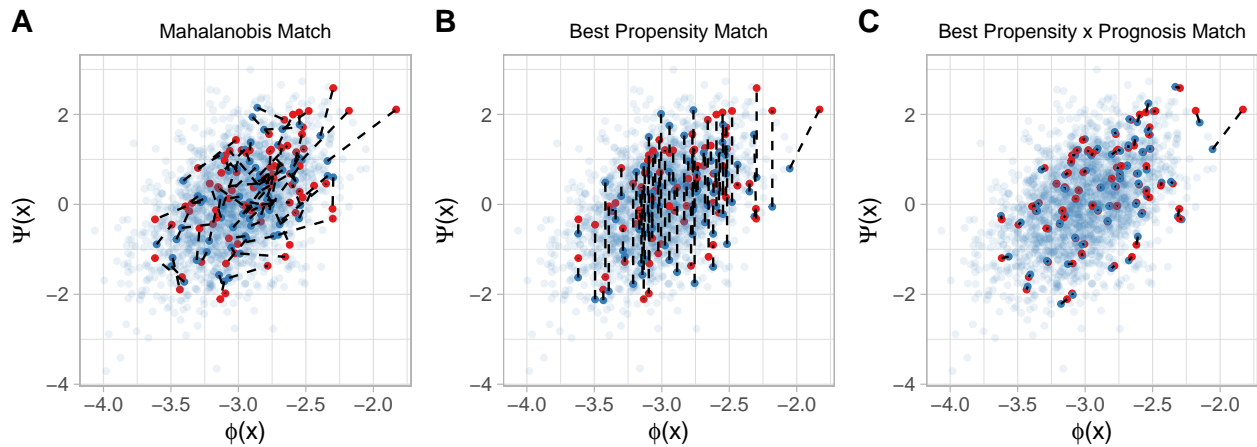 A
Mahalanobis Match
Ψ(x)
2
0
−2
−4
−4.0 −3.5 −3.0 −2.5 −2.0
ϕ(x)
B
Best Propensity Match
Ψ(x)
2
0
−2
−4
−4.0 −3.5 −3.0 −2.5 −2.0
ϕ(x)
C
Best Propensity x Prognosis Match
Ψ(x)
2
0
−2
−4
−4.0 −3.5 −3.0 −2.5 −2.0
ϕ(x)